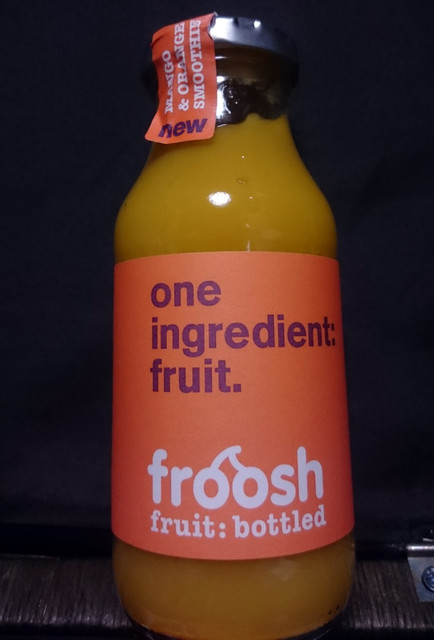 MANGO
& ORANGE
SMOOTHIE
new
one
ingredient:
fruit.
froosh
fruit: bottled